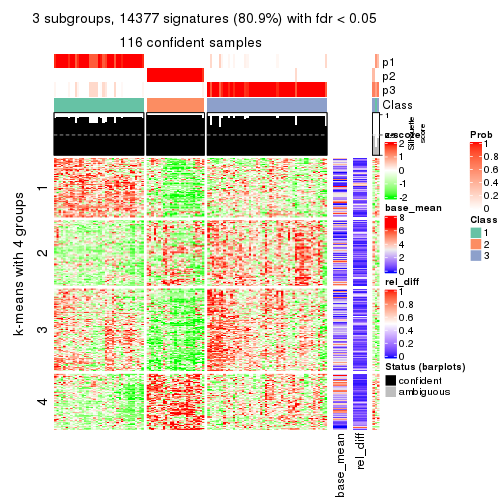 3 subgroups, 14377 signatures (80.9%) with fdr < 0.05
116 confident samples
p1
p2
p3
Class
1
Silhouette
score
z-score
2
1
-1
-2
base_mean
8
6
4
2
0
rel_diff
1
0.8
0.6
0.4
0.2
0
Status (barplots)
confident
ambiguous
Prob
1
0.8
0.6
0.4
0.2
0
Class
1
2
3
k-means with 4 groups
1
2
3
4
base_mean
rel_diff